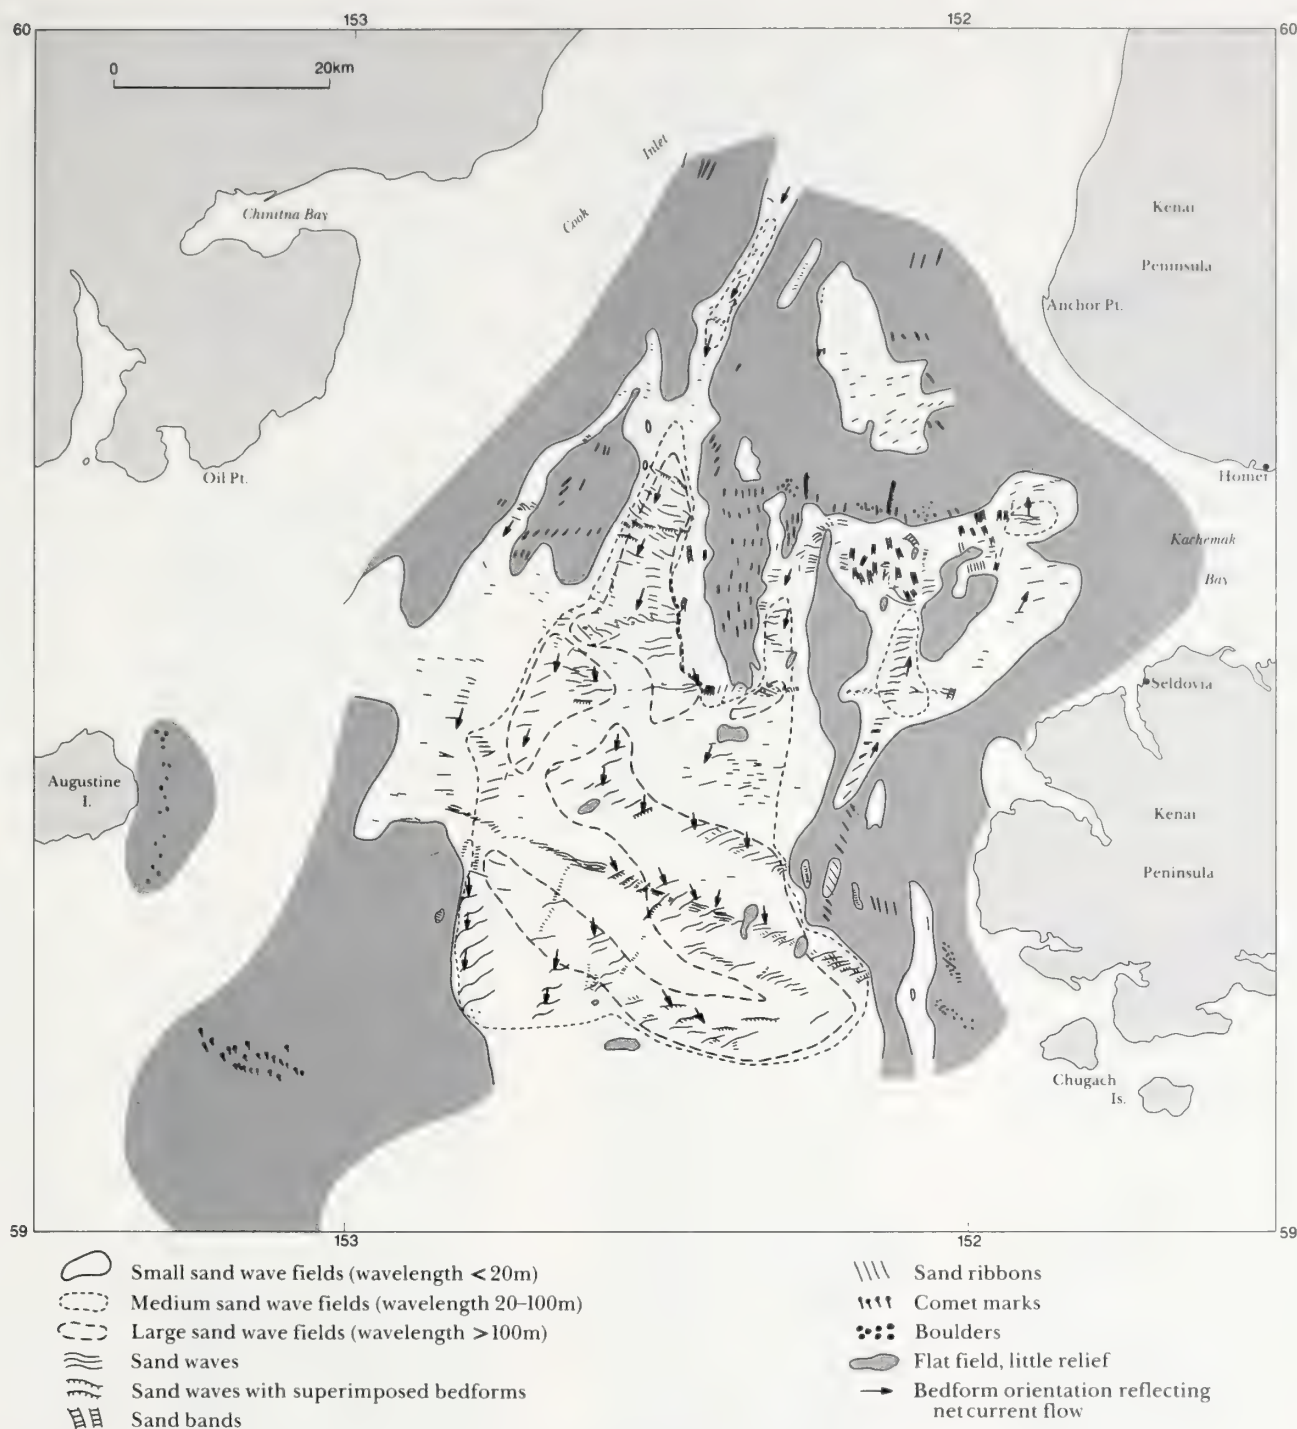 153
152
60
60
0
20km
Inlet
Cook
Chinitna Bay
Kenai
Peninsula
Anchor Pt.
Oil Pt.
Homer
Kachemak
Bay
Seldovia
Augustine
I.
Kenai
Peninsula
Chugach
Is.
59
59
153
152
Small sand wave fields (wavelength < 20m)
Medium sand wave fields (wavelength 20–100m)
Large sand wave fields (wavelength >100m)
Sand waves
Sand waves with superimposed bedforms
Sand bands
Sand ribbons
Comet marks
Boulders
Flat field, little relief
Bedform orientation reflecting
net current flow